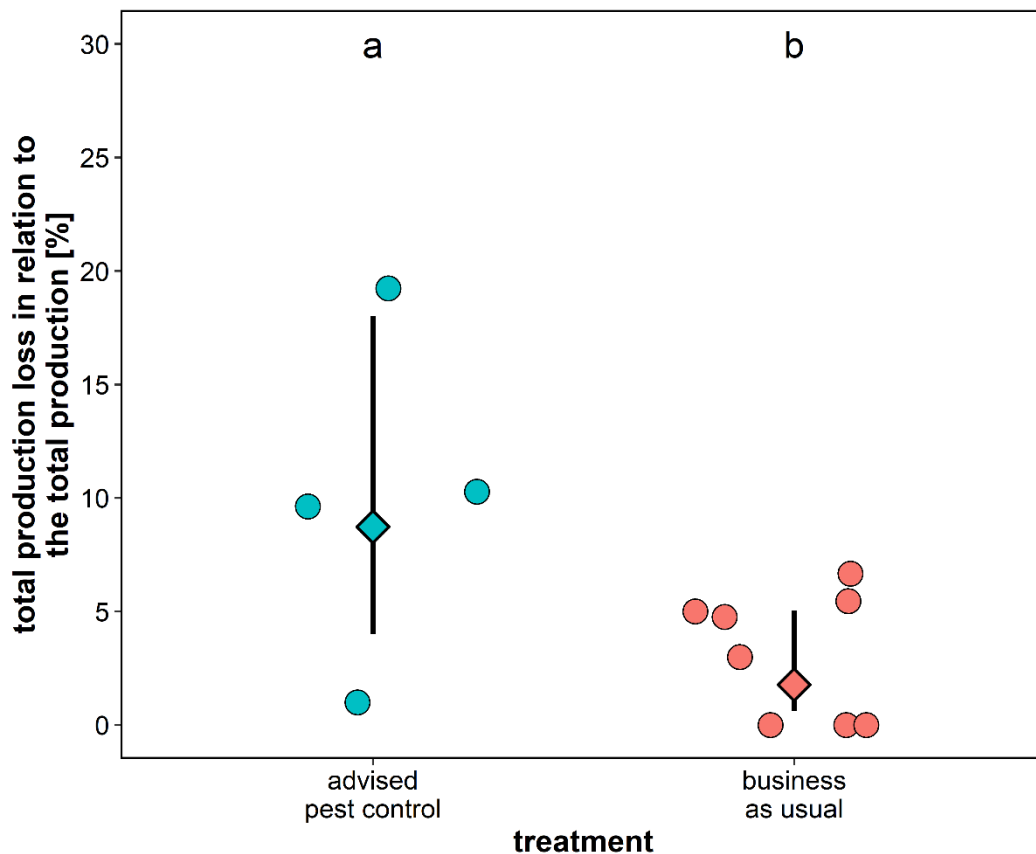 total production loss in relation to
the total production [%]
30
25
20
15
10
5
0
a
b
advised
pest control
business
as usual
treatment